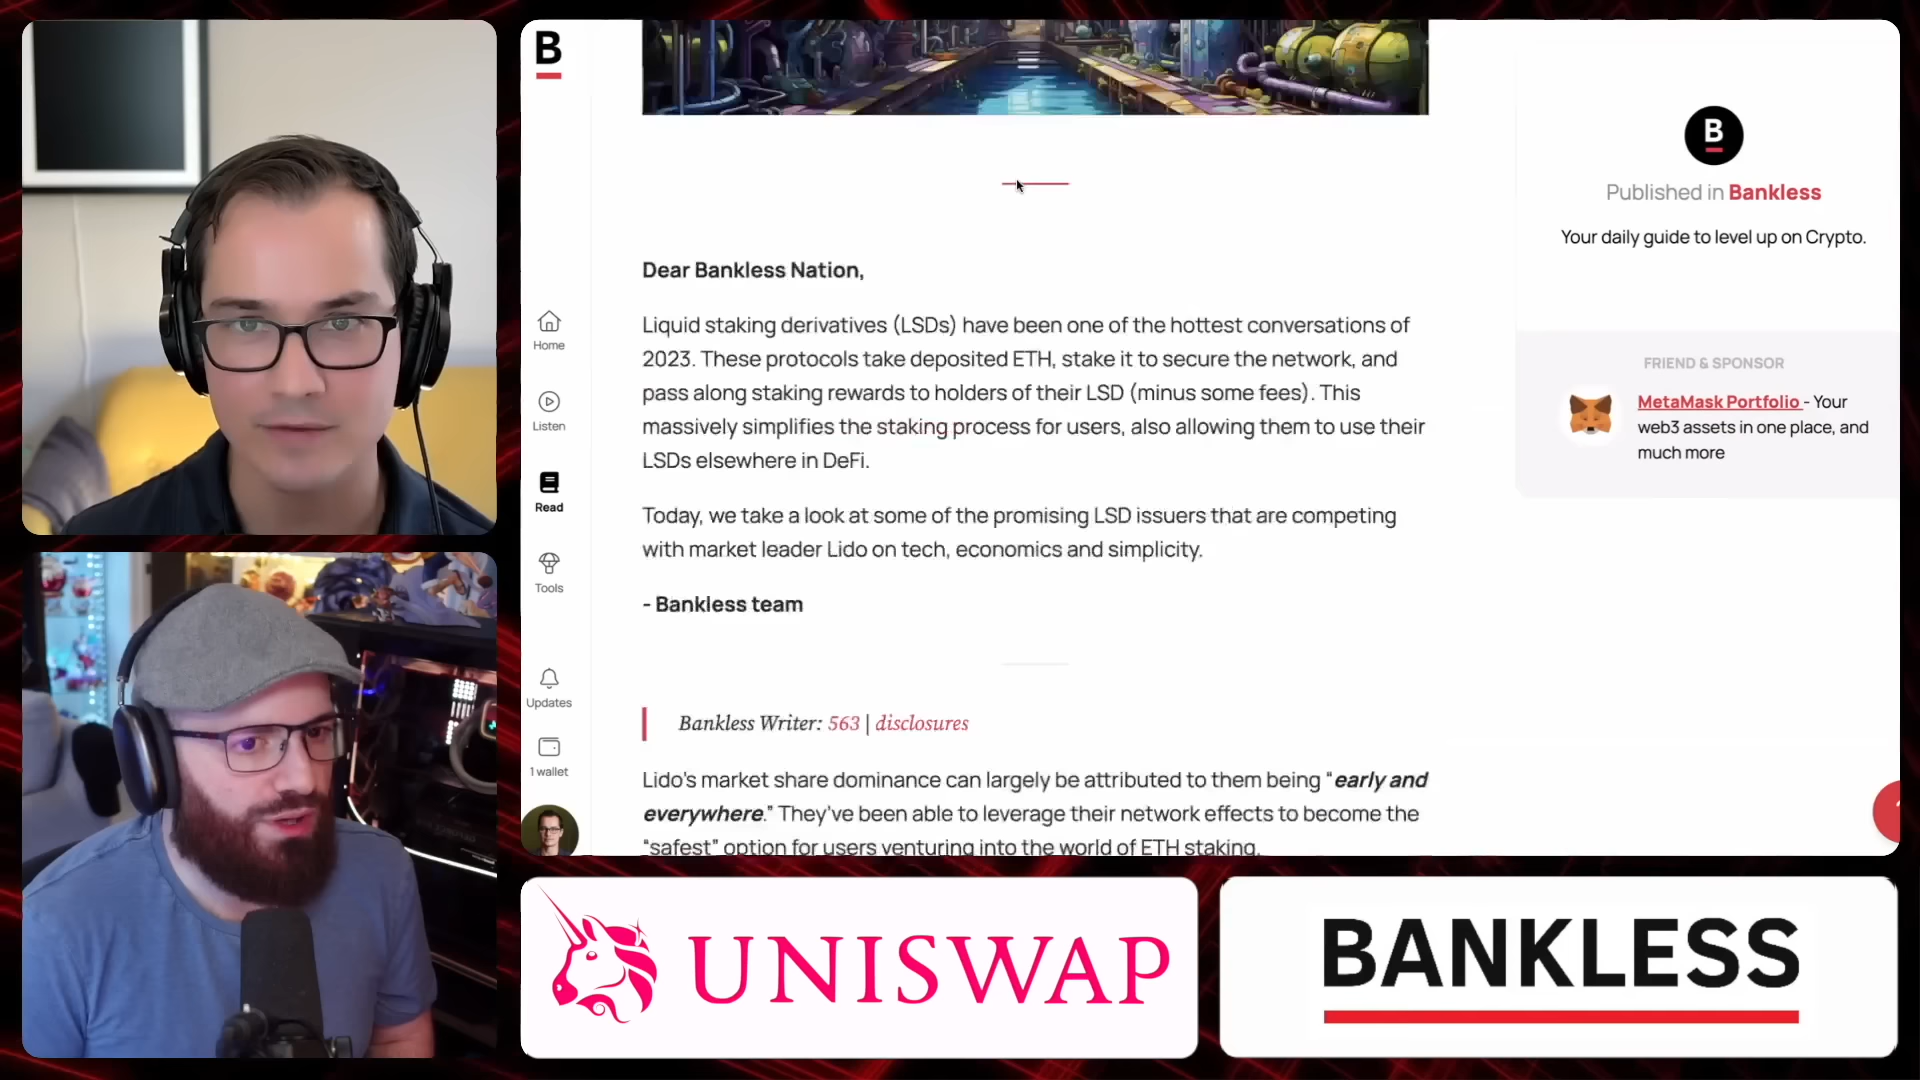 B
Home
Listen
Read
Tools
Updates
1 wallet
Dear Bankless Nation,
Liquid staking derivatives (LSDs) have been one of the hottest conversations of
2023. These protocols take deposited ETH, stake it to secure the network, and
pass along staking rewards to holders of their LSD (minus some fees). This
massively simplifies the staking process for users, also allowing them to use their
LSDs elsewhere in DeFi.
Today, we take a look at some of the promising LSD issuers that are competing
with market leader Lido on tech, economics and simplicity.
- Bankless team
Bankless Writer: 563 | disclosures
Lido's market share dominance can largely be attributed to them being “early and
everywhere.” They've been able to leverage their network effects to become the
“safest” option for users venturing into the world of ETH staking.
B
Published in Bankless
Your daily guide to level up on Crypto.
FRIEND & SPONSOR
MetaMask Portfolio - Your
web3 assets in one place, and
much more
UNISWAP
BANKLESS